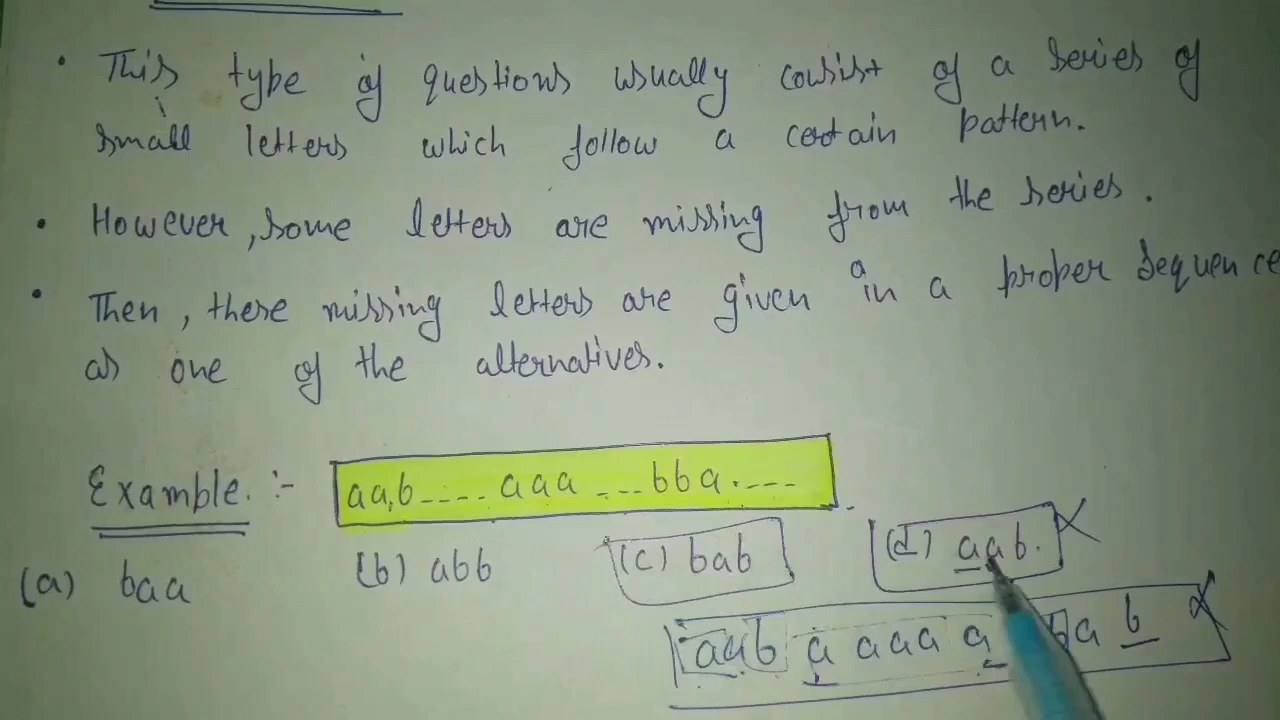 This type of questions usually consist of a series of
small letters which follow a certain pattern.
However, some letters are missing from the series.
Then, these missing letters are given in a proper sequence
as one of the alternatives.
Examble :- aab---- aaa ---bba.---
(a) baa (b) abb (c) bab (d) aab.
aab a aaa a ba b